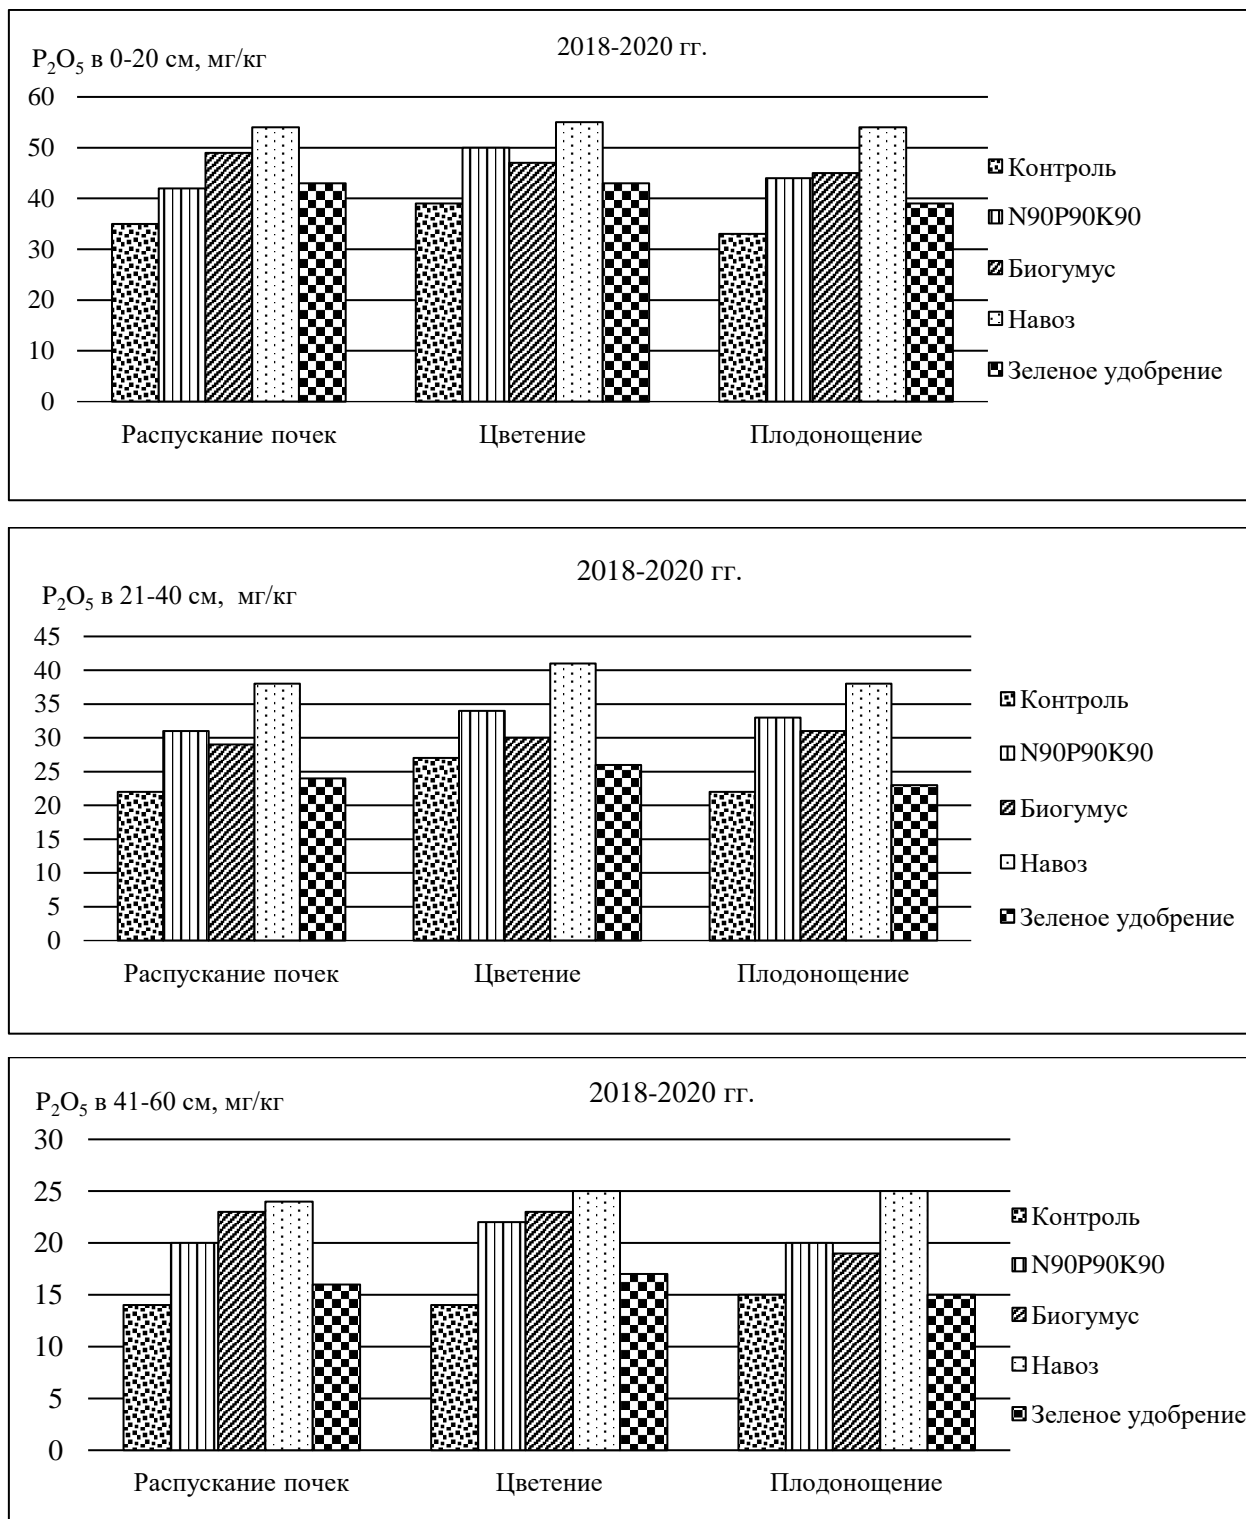 2018-2020 гг.
P₂O₅ в 0-20 см, мг/кг
60
50
40
30
20
10
0
Распускание почек Цветение Плодонощение
Контроль
N90P90K90
Биогумус
Навоз
Зеленое удобрение
2018-2020 гг.
P₂O₅ в 21-40 см, мг/кг
45
40
35
30
25
20
15
10
5
0
Распускание почек Цветение Плодонощение
Контроль
N90P90K90
Биогумус
Навоз
Зеленое удобрение
2018-2020 гг.
P₂O₅ в 41-60 см, мг/кг
30
25
20
15
10
5
0
Распускание почек Цветение Плодонощение
Контроль
N90P90K90
Биогумус
Навоз
Зеленое удобрение